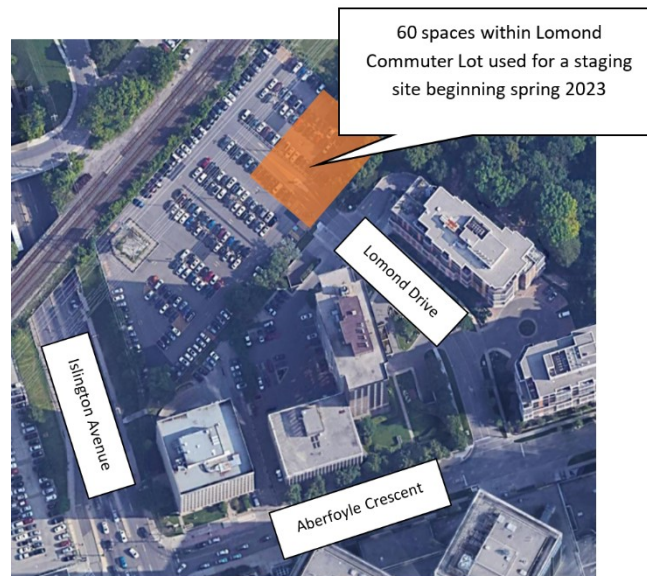 60 spaces within Lomond
Commuter Lot used for a staging
site beginning spring 2023
Lomond Drive
Islington Avenue
Aberfoyle Crescent